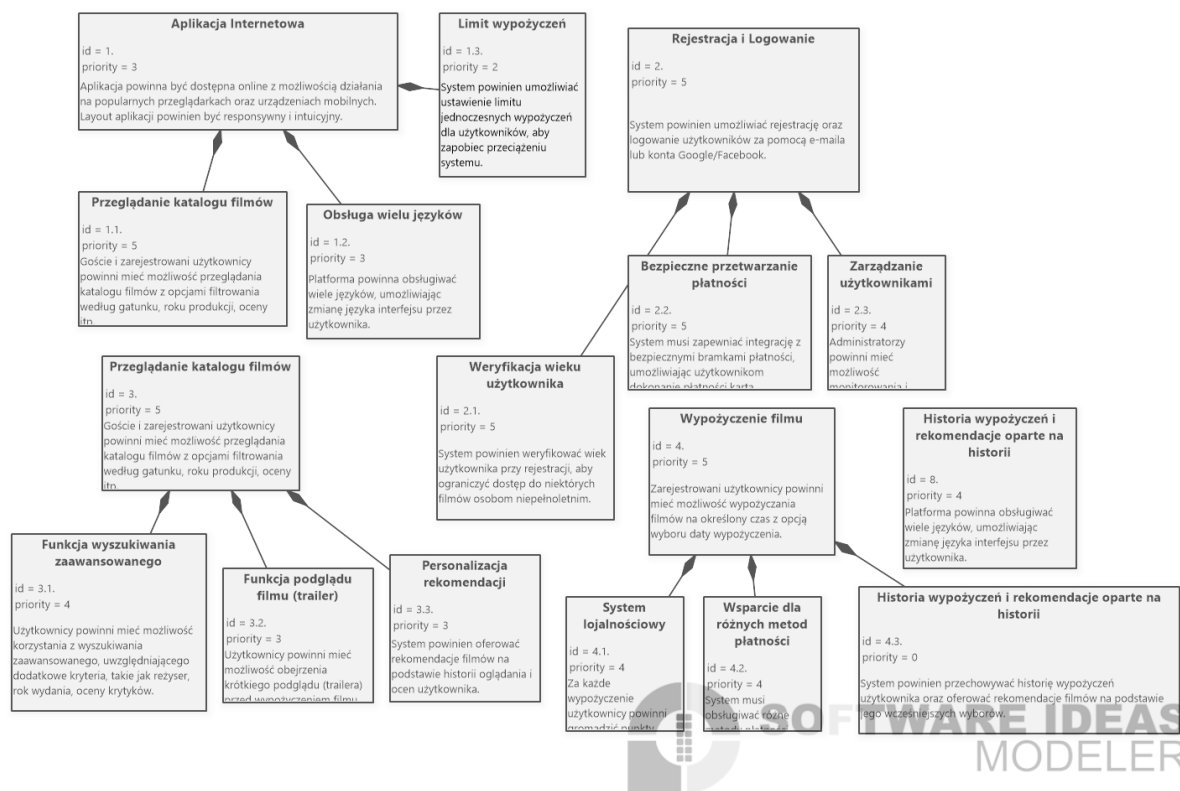 Aplikacja Internetowa
id = 1.
priority = 3
Aplikacja powinna być dostępna online z możliwością działania
na popularnych przeglądarkach oraz urządzeniach mobilnych.
Layout aplikacji powinien być responsywny i intuicyjny.
Limit wypożyczeń
id = 1.3.
priority = 2
System powinien umożliwiać
ustawienie limitu
jednoczesnych wypożyczeń
dla użytkowników, aby
zapobiec przeciążeniu
systemu.
Rejestracja i Logowanie
id = 2.
priority = 5
System powinien umożliwiać rejestrację oraz
logowanie użytkowników za pomocą e-maila
lub konta Google/Facebook.
Przeglądanie katalogu filmów
id = 1.1.
priority = 5
Goście i zarejestrowani użytkownicy
powinni mieć możliwość przeglądania
katalogu filmów z opcjami filtrowania
według gatunku, roku produkcji, oceny
itp.
Obsługa wielu języków
id = 1.2.
priority = 3
Platforma powinna obsługiwać
wiele języków, umożliwiając
zmianę języka interfejsu przez
użytkownika.
Bezpieczne przetwarzanie
płatności
id = 2.2.
priority = 5
System musi zapewniać integrację z
bezpiecznymi bramkami płatności,
umożliwiając użytkownikom
dokonanie płatności kartą
Zarządzanie
użytkownikami
id = 2.3.
priority = 4
Administratorzy
powinni mieć
możliwość
monitorowania i
Weryfikacja wieku
użytkownika
id = 2.1.
priority = 5
System powinien weryfikować wiek
użytkownika przy rejestracji, aby
ograniczyć dostęp do niektórych
filmów osobom niepełnoletnim.
Przeglądanie katalogu filmów
id = 3.
priority = 5
Goście i zarejestrowani użytkownicy
powinni mieć możliwość przeglądania
katalogu filmów z opcjami filtrowania
według gatunku, roku produkcji, oceny
itp.
Wypożyczenie filmu
id = 4.
priority = 5
Zarejestrowani użytkownicy powinni
mieć możliwość wypożyczania
filmów na określony czas z opcją
wyboru daty wypożyczenia.
Historia wypożyczeń i
rekomendacje oparte na
historii
id = 8.
priority = 4
Platforma powinna obsługiwać
wiele języków, umożliwiając
zmianę języka interfejsu przez
użytkownika.
Funkcja wyszukiwania
zaawansowanego
id = 3.1.
priority = 4
Użytkownicy powinni mieć możliwość
korzystania z wyszukiwania
zaawansowanego, uwzględniającego
dodatkowe kryteria, takie jak reżyser,
rok wydania, oceny krytyków.
Funkcja podglądu
filmu (trailer)
id = 3.2.
priority = 3
Użytkownicy powinni mieć
możliwość obejrzenia
krótkiego podglądu (trailera)
przed wypożyczeniem filmu
Personalizacja
rekomendacji
id = 3.3.
priority = 3
System powinien oferować
rekomendacje filmów na
podstawie historii oglądania i
ocen użytkownika.
System
lojalnościowy
id = 4.1.
priority = 4
Za każde
wypożyczenie
użytkownicy powinni
gromadzić punkty
Wsparcie dla
różnych metod
płatności
id = 4.2.
priority = 4
System musi
obsługiwać różne
metody płatności
Historia wypożyczeń i rekomendacje oparte na
historii
id = 4.3.
priority = 0
System powinien przechowywać historię wypożyczeń
użytkownika oraz oferować rekomendacje filmów na podstawie
jego wcześniejszych wyborów.
SOFTWARE IDEAS
MODELER